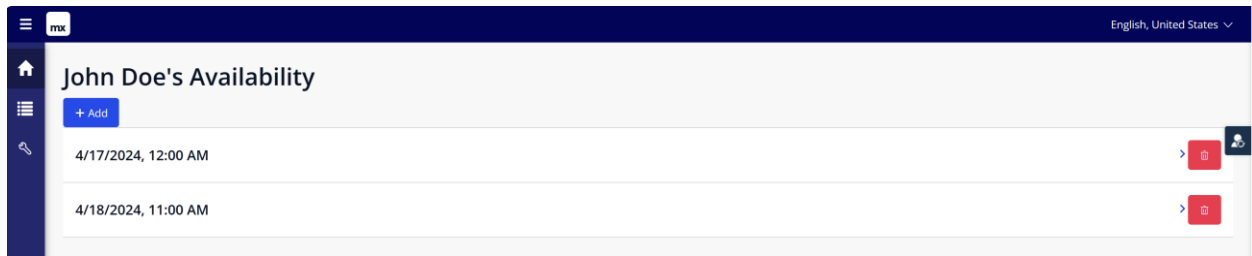 mx
English, United States
John Doe's Availability
+ Add
4/17/2024, 12:00 AM
4/18/2024, 11:00 AM